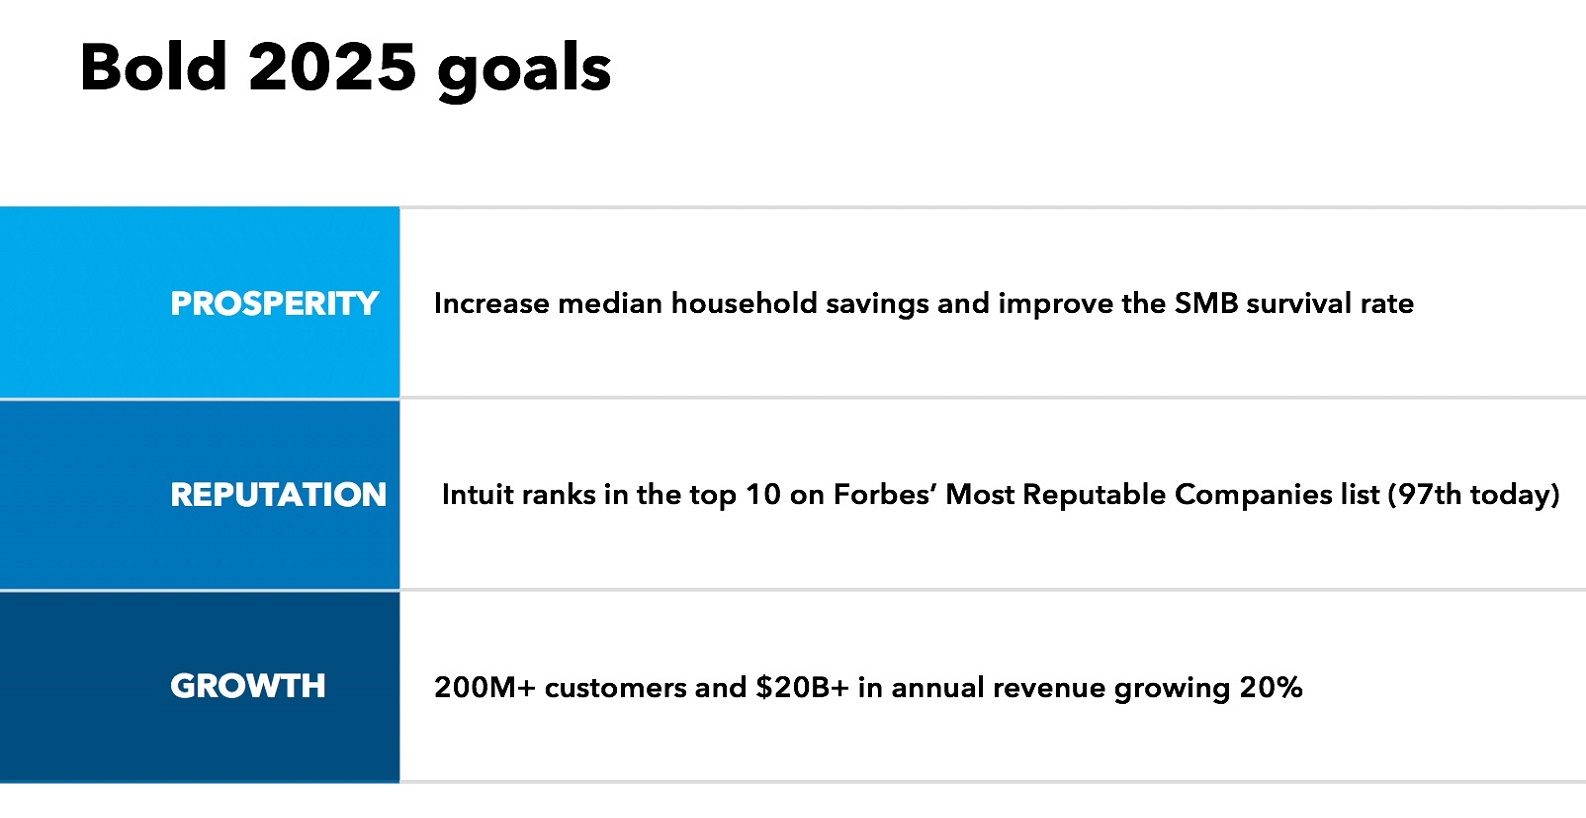 Bold 2025 goals
PROSPERITY
Increase median household savings and improve the SMB survival rate
REPUTATION
Intuit ranks in the top 10 on Forbes’ Most Reputable Companies list (97th today)
GROWTH
200M+ customers and $20B+ in annual revenue growing 20%